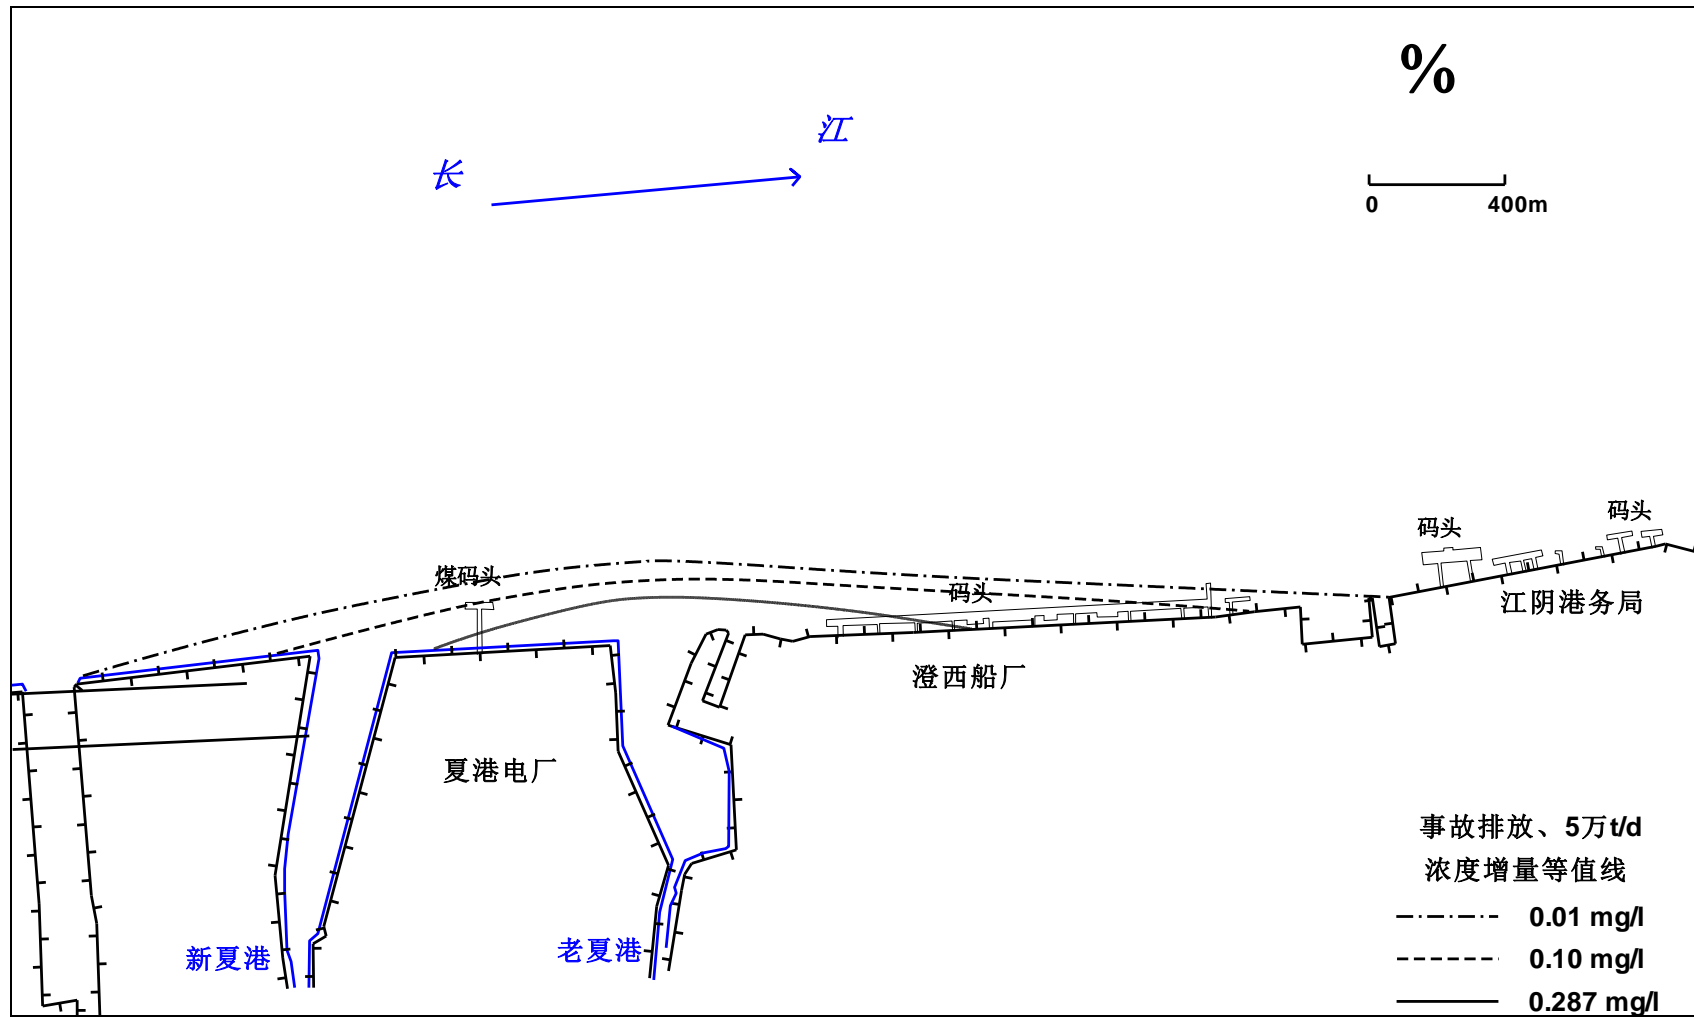 %
江
长
0 400m
码头
码头
煤码头
码头
江阴港务局
澄西船厂
夏港电厂
事故排放、5万t/d
浓度增量等值线
0.01 mg/l
新夏港
老夏港
0.10 mg/l
0.287 mg/l